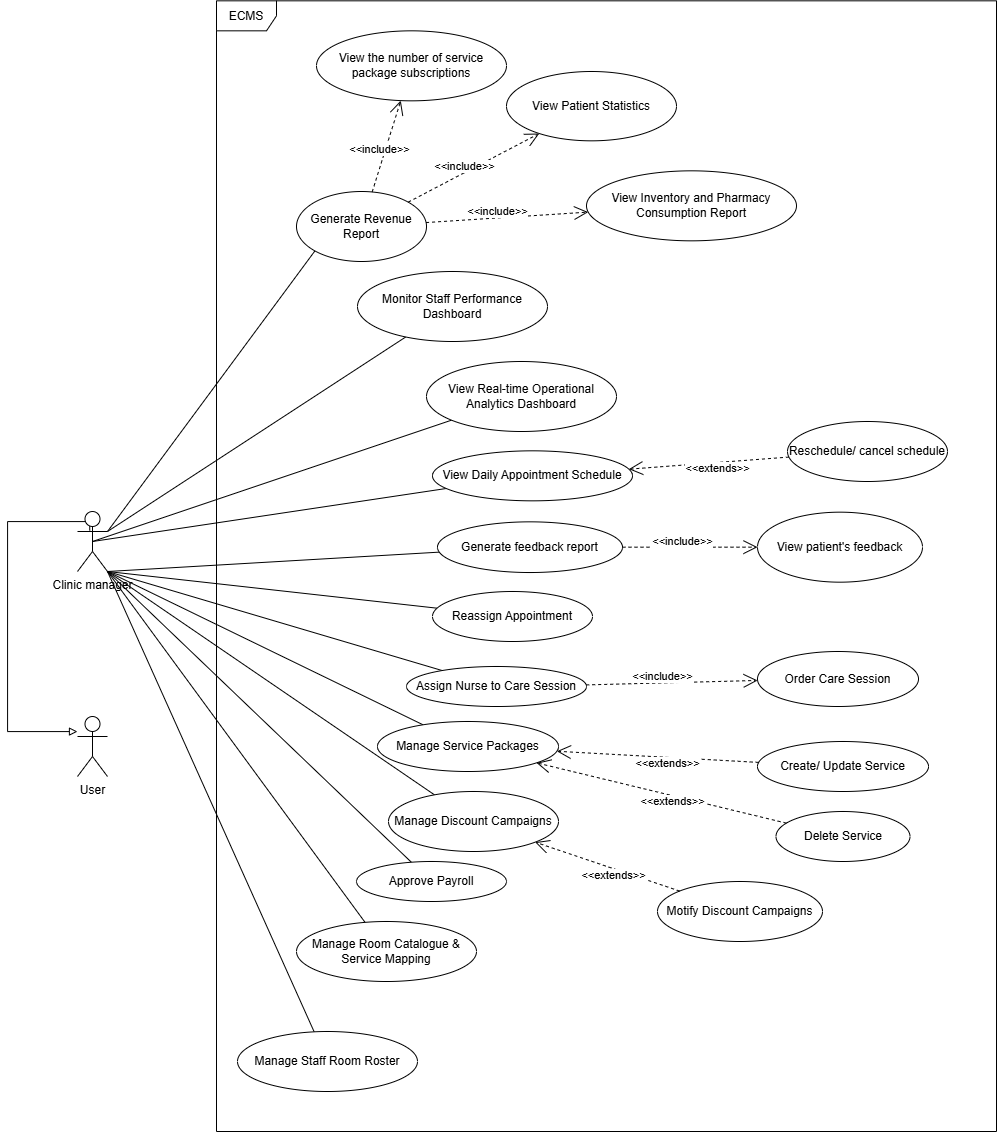 ECMS
View the number of service
package subscriptions
View Patient Statistics
<<include>>
<<include>>
View Inventory and Pharmacy
Consumption Report
<<include>>
Generate Revenue
Report
Monitor Staff Performance
Dashboard
View Real-time Operational
Analytics Dashboard
Reschedule/ cancel schedule
<<extends>>
View Daily Appointment Schedule
Generate feedback report
<<include>>
View patient's feedback
Clinic manager
Reassign Appointment
Assign Nurse to Care Session
<<include>>
Order Care Session
Manage Service Packages
<<extends>>
Create/ Update Service
<<extends>>
User
Manage Discount Campaigns
Delete Service
<<extends>>
Approve Payroll
Motify Discount Campaigns
Manage Room Catalogue &
Service Mapping
Manage Staff Room Roster